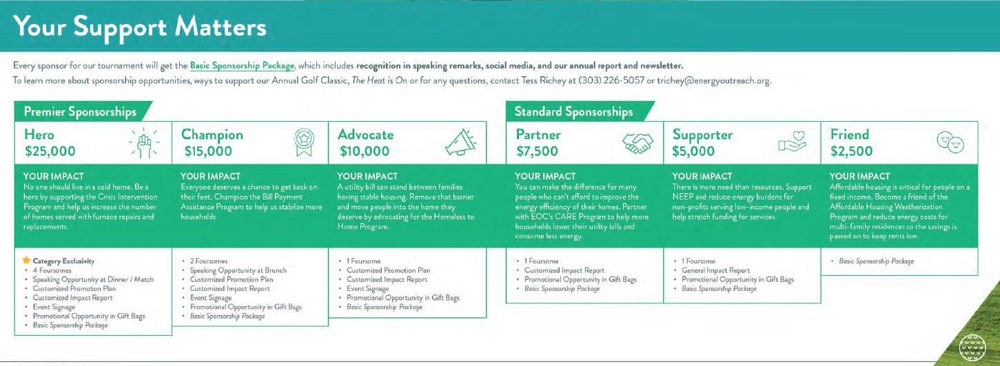 Your Support Matters
Every sponsor for our tournament will get the Basic Sponsorship Package, which includes recognition in speaking remarks, social media, and our annual report and newsletter.
To learn more about sponsorship opportunities, ways to support our Annual Golf Classic, The Heat is On or for any questions, contact Tess Richey at (303) 226-5057 or trichey@energyoutreach.org.
Premier Sponsorships
Hero
$25,000
YOUR IMPACT
No one should live in a cold home. Be a
hero by supporting the Crisis Intervention
Program and help us increase the number
of homes served with furnace repairs and
replacements.
Category Exclusivity
• 4 Foursomes
• Speaking Opportunity at Dinner / Match
• Customized Promotion Plan
• Customized Impact Report
• Event Signage
• Promotional Opportunity in Gift Bags
• Basic Sponsorship Package
Champion
$15,000
YOUR IMPACT
Everyone deserves a chance to get back on
their feet. Champion the Bill Payment
Assistance Program to help us stabilize more
households
• 2 Foursomes
• Speaking Opportunity at Brunch
• Customized Promotion Plan
• Customized Impact Report
• Event Signage
• Promotional Opportunity in Gift Bags
• Basic Sponsorship Package
Advocate
$10,000
YOUR IMPACT
A utility bill can stand between families
having stable housing. Remove that barrier
and move people into the home they
deserve by advocating for the Homeless to
Home Program.
• 1 Foursome
• Customized Promotion Plan
• Customized Impact Report
• Event Signage
• Promotional Opportunity in Gift Bags
• Basic Sponsorship Package
Standard Sponsorships
Partner
$7,500
YOUR IMPACT
You can make the difference for many
people who can't afford to improve the
energy efficiency of their homes. Partner
with EOC's CARE Program to help more
households lower their utility bills and
consume less energy.
• 1 Foursome
• Customized Impact Report
• Promotional Opportunity in Gift Bags
• Basic Sponsorship Package
Supporter
$5,000
YOUR IMPACT
There is more need than resources. Support
NEEP and reduce energy burdens for
non-profits serving low-income people and
help stretch funding for services.
• 1 Foursome
• General Impact Report
• Promotional Opportunity in Gift Bags
• Basic Sponsorship Package
Friend
$2,500
YOUR IMPACT
Affordable housing is critical for people on a
fixed income. Become a friend of the
Affordable Housing Weatherization
Program and reduce energy costs for
multi-family residences so the savings is
passed on to keep rents low.
• Basic Sponsorship Package